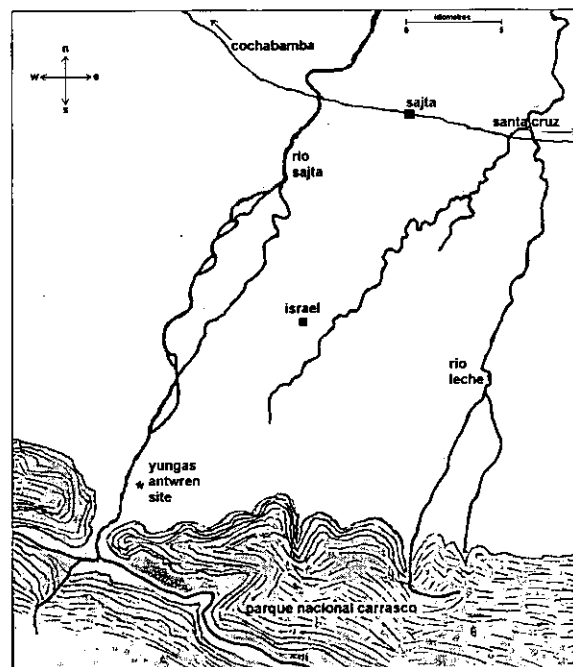 kilometres
0 5
n
cochabamba
w e
s
sajta
santa cruz
rio
sajta
israel
rio
leche
yungas
antwren
site
parque nacional carrasco